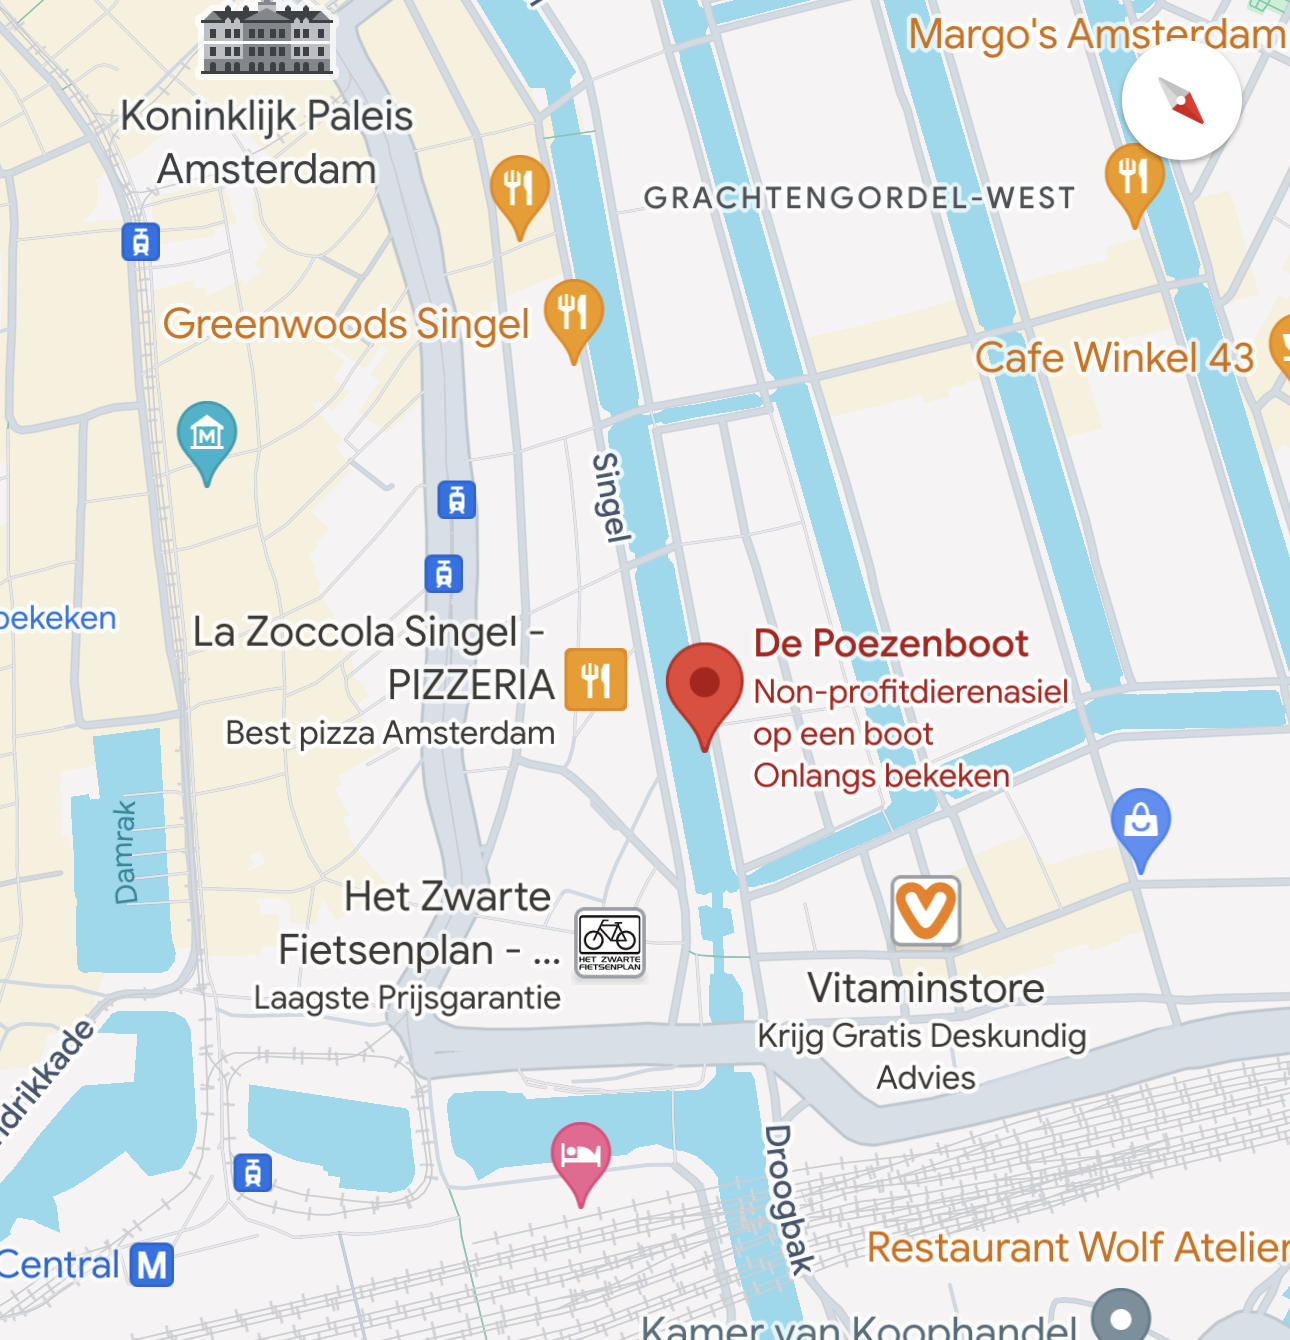 Margo's Amsterdam
Koninklijk Paleis
Amsterdam
GRACHTENGORDEL-WEST
Greenwoods Singel
Cafe Winkel 43
M
Singel
bekeken
La Zoccola Singel -
PIZZERIA
Best pizza Amsterdam
De Poezenboot
Non-profitdierenasiel
op een boot
Onlangs bekeken
Damrak
Het Zwarte
Fietsenplan - ...
Laagste Prijsgarantie
HET ZWARTE
FIETSENPLAN
Vitaminstore
Krijg Gratis Deskundig
Advies
ndrikkade
Droogbak
Central M
Restaurant Wolf Atelier
Kamer van Koophandel